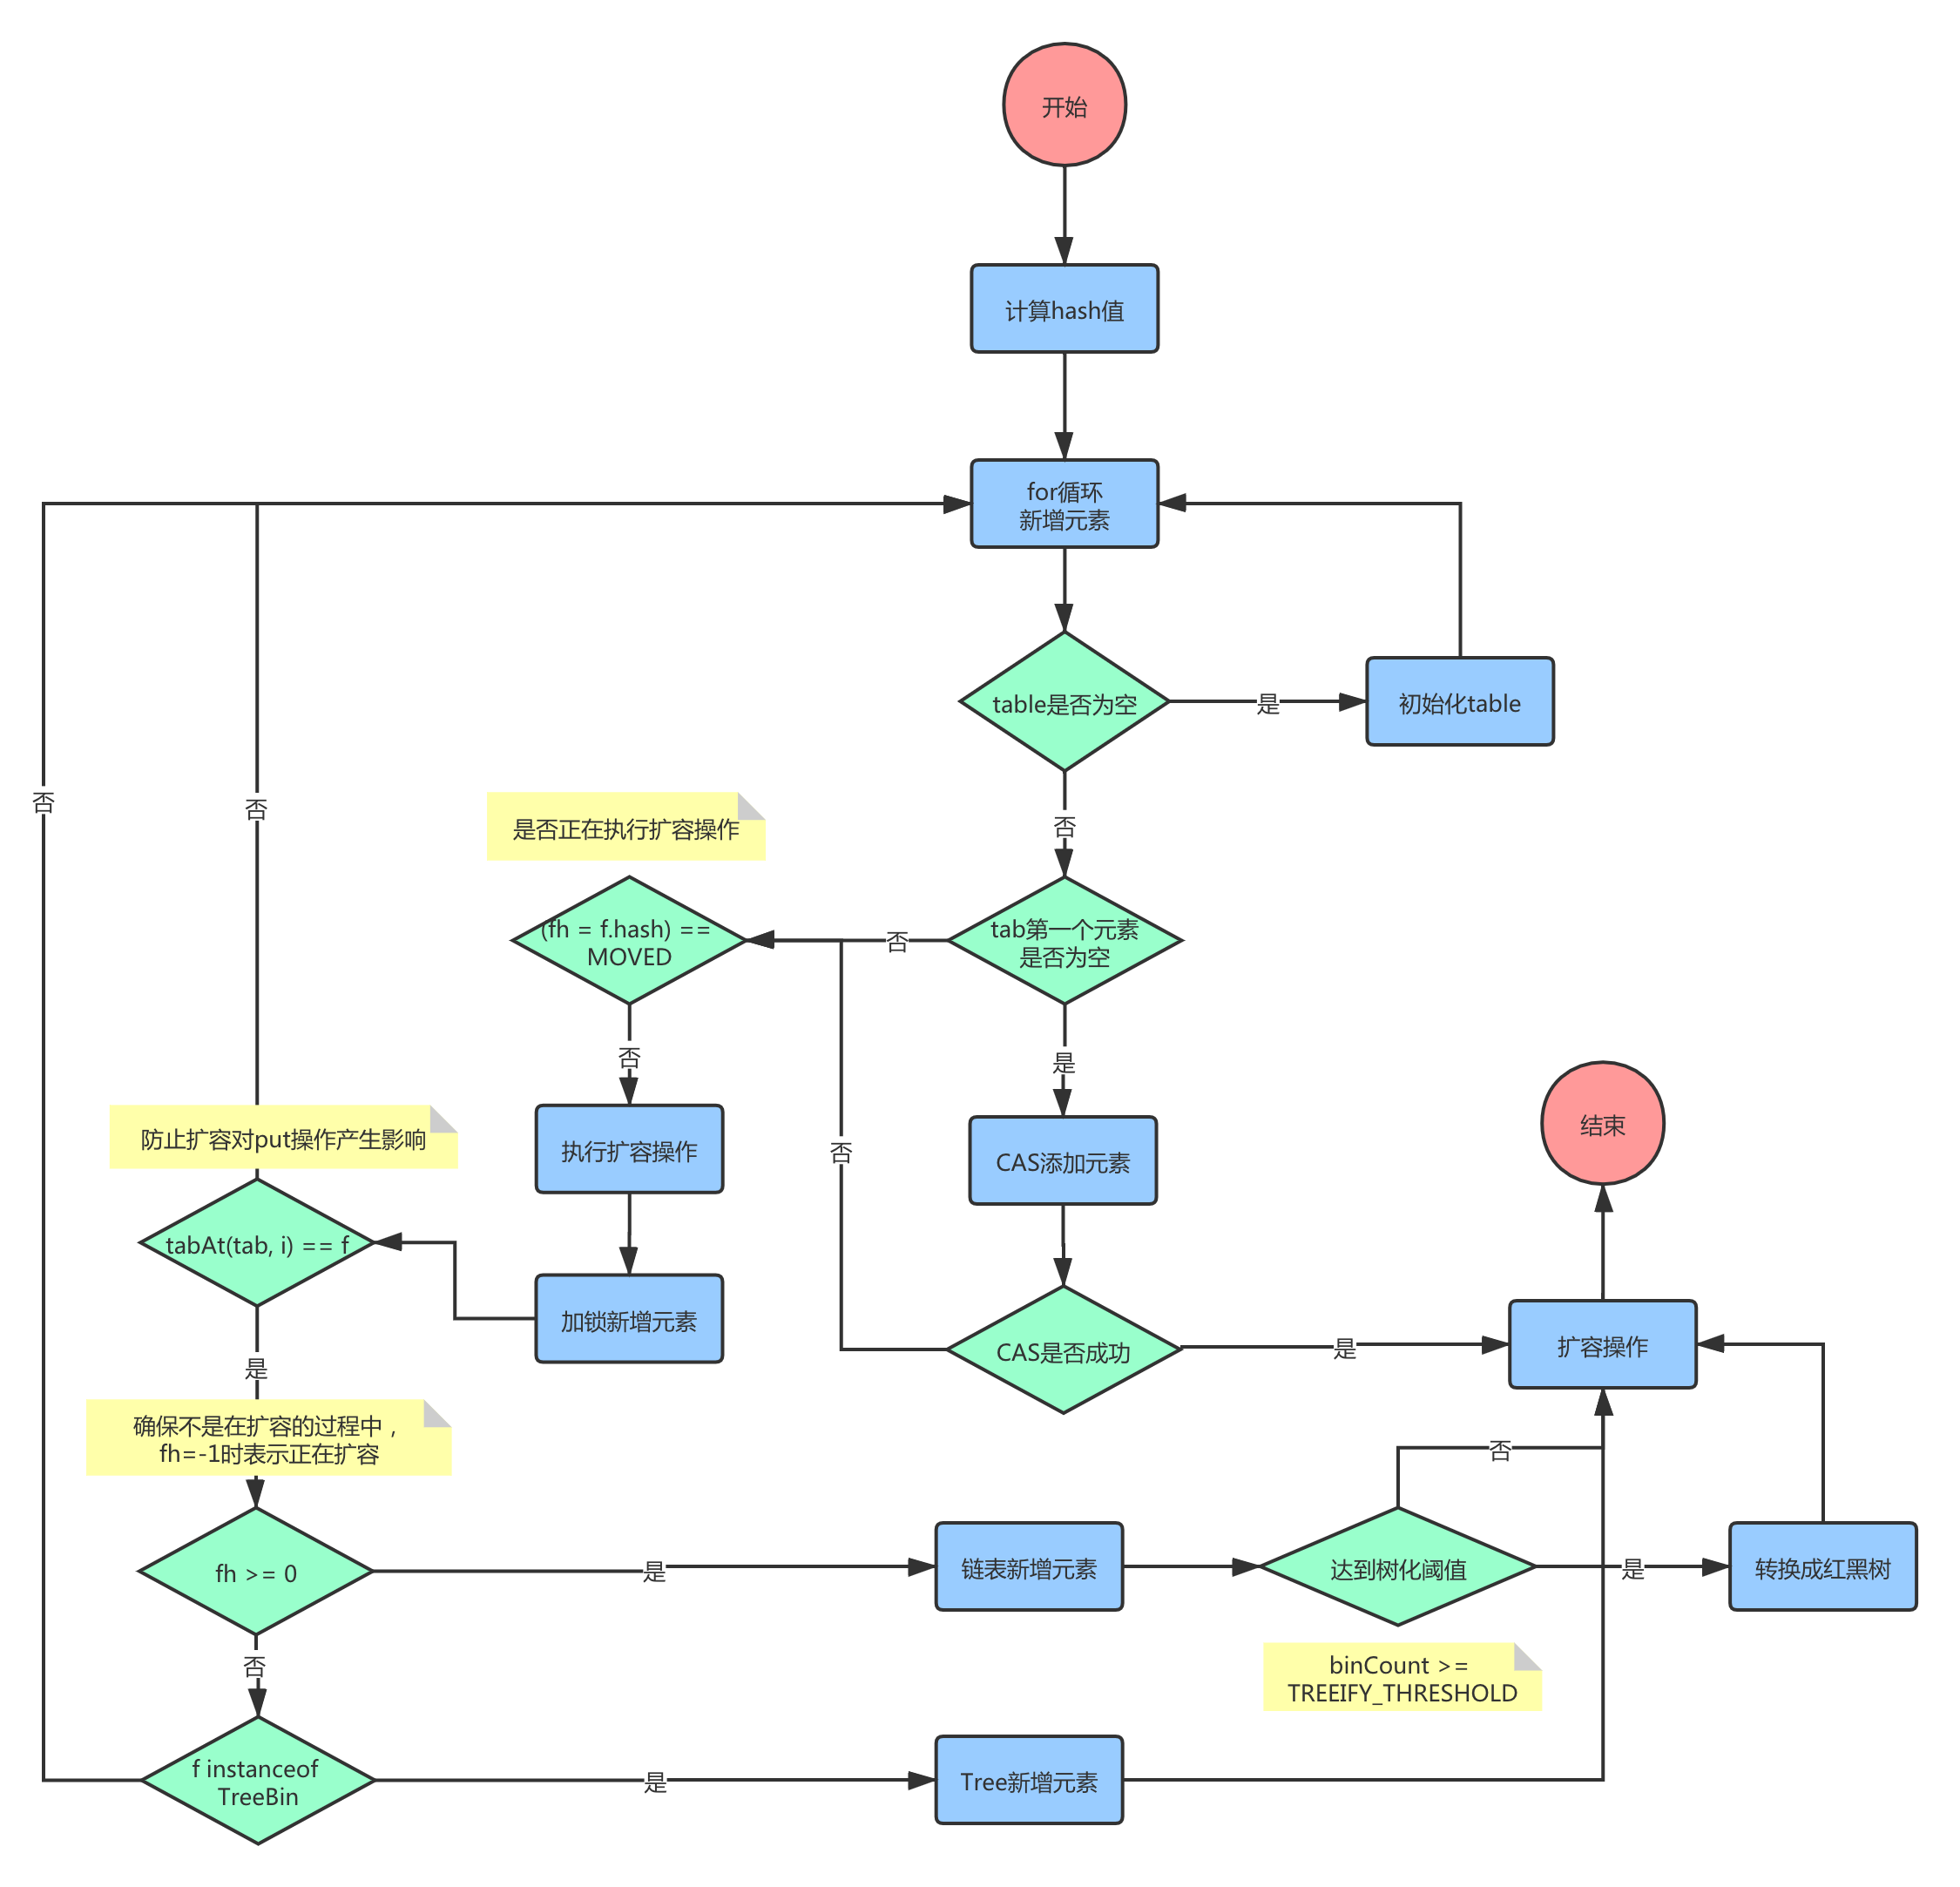 开始
计算hash值
for循环
新增元素
table是否为空
是
初始化table
否
否
否
是否正在执行扩容操作
(fh = f.hash) ==
MOVED
否
tab第一个元素
是否为空
否
是
防止扩容对put操作产生影响
执行扩容操作
否
CAS添加元素
结束
tabAt(tab, i) == f
加锁新增元素
CAS是否成功
是
扩容操作
是
确保不是在扩容的过程中，
fh=-1时表示正在扩容
否
fh >= 0
是
链表新增元素
达到树化阈值
是
转换成红黑树
否
binCount >=
TREEIFY_THRESHOLD
f instanceof
TreeBin
是
Tree新增元素